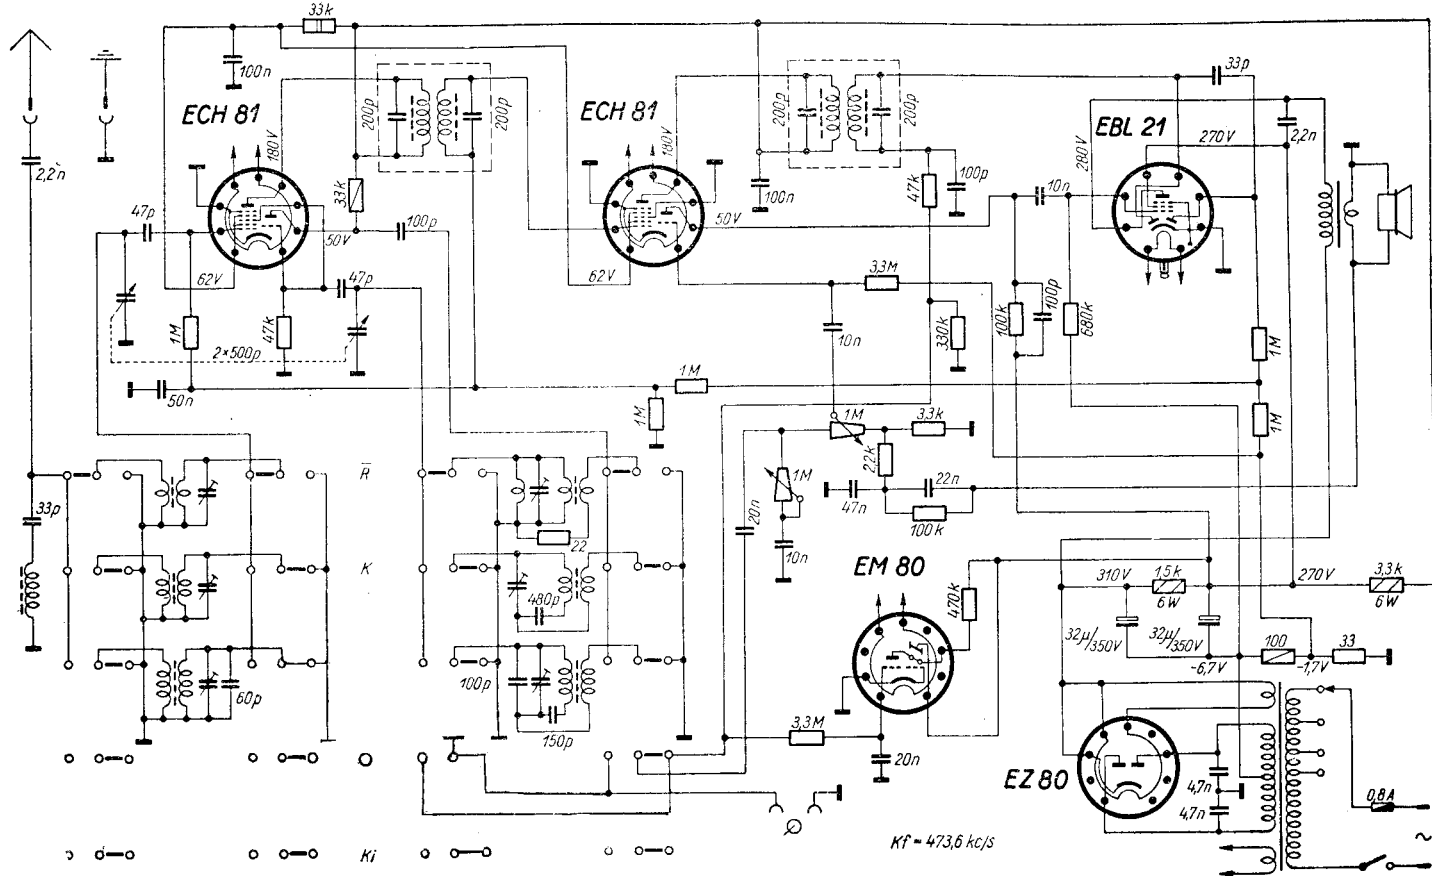 33k
100n
ECH 81
180V
200p
200p
33k
50V
100p
47p
62V
47p
1M
47k
2×500p
50n
2,2n
ECH 81
180V
200p
200p
100n
47k
100p
50V
62V
3,3M
10n
330k
33p
EBL 21
280V
270V
2,2n
10n
100k
100p
680k
1M
1M
1M
1M
1M
3,3k
2,2k
1M
20n
47n
22n
100k
10n
R
33p
22
K
480p
60p
100p
150p
EM 80
470k
3,3M
20n
310V
1,5k
6W
270V
3,3k
6W
32µ/350V
32µ/350V
-6,7V
100
-1,7V
33
EZ 80
4,7n
4,7n
0,8A
~
Ki
Kf = 473,6 kc/s